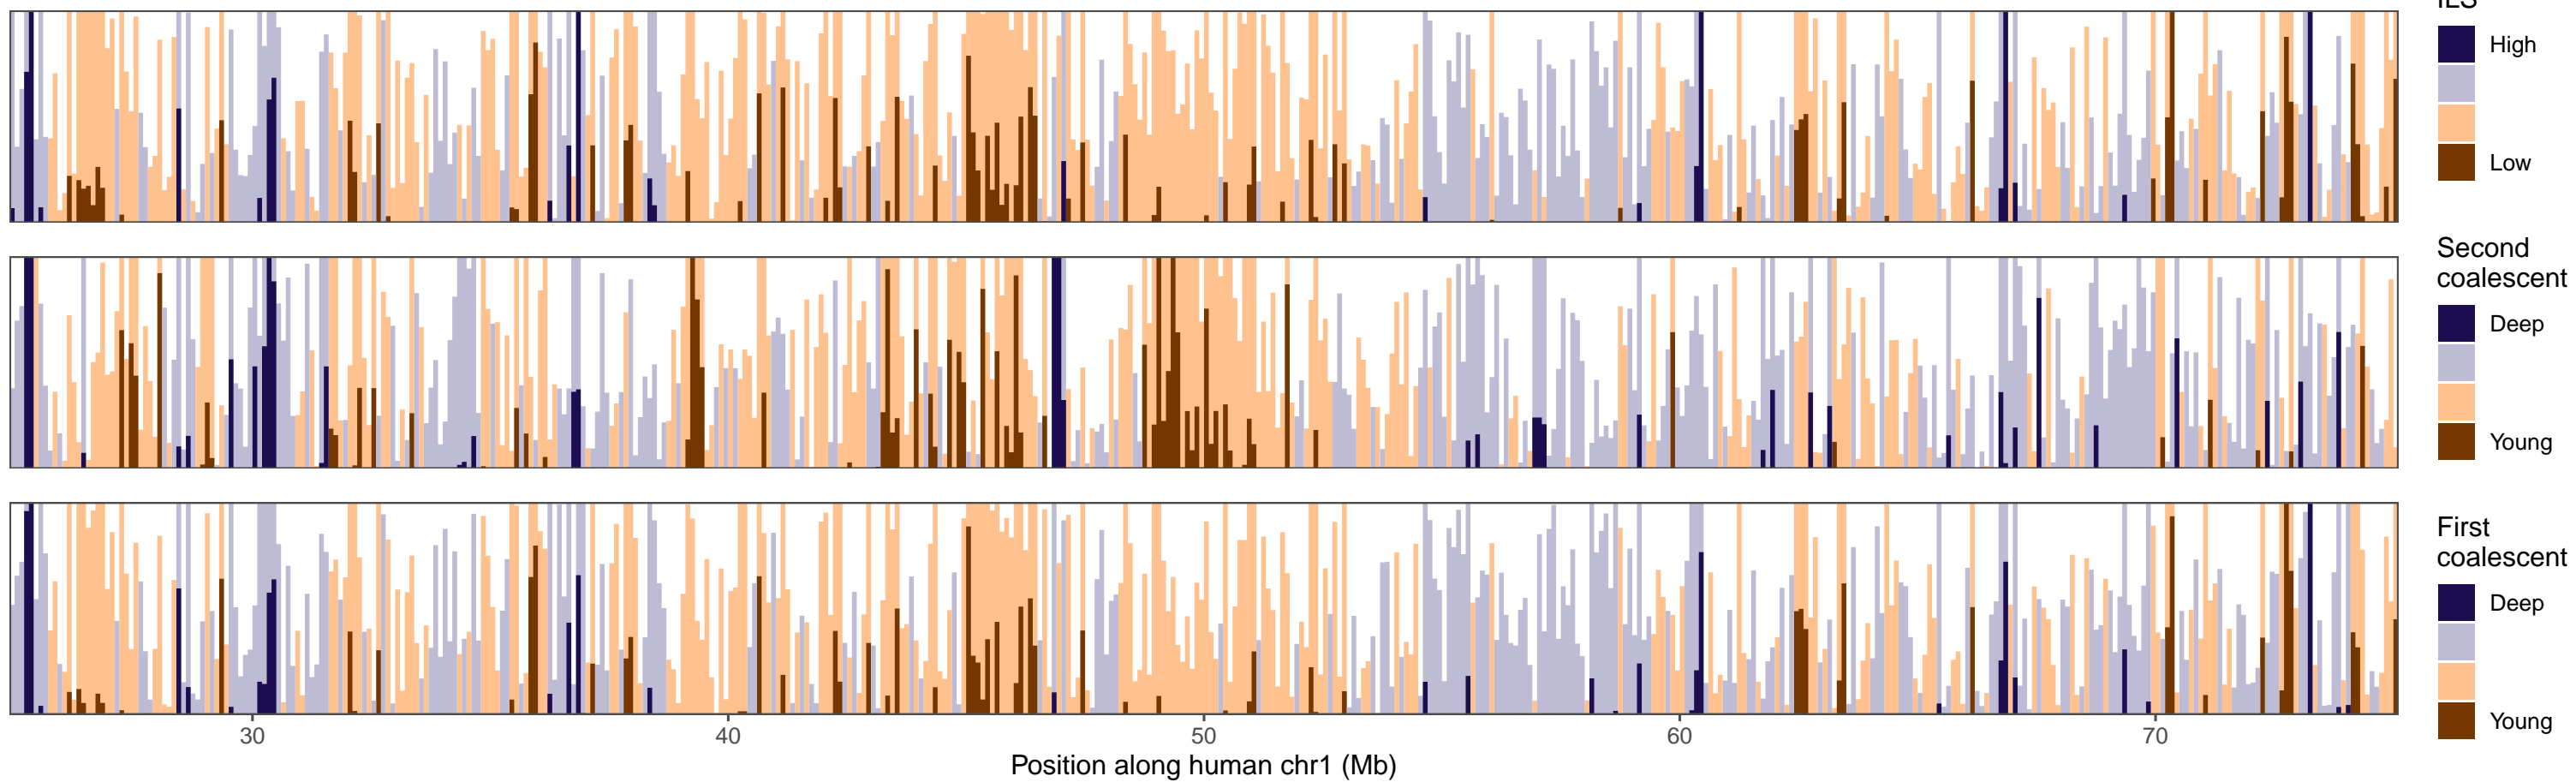 ILS
High
Low
Second
coalescent
Deep
Young
First
coalescent
Deep
Young
30 40 50 60 70
Position along human chr1 (Mb)